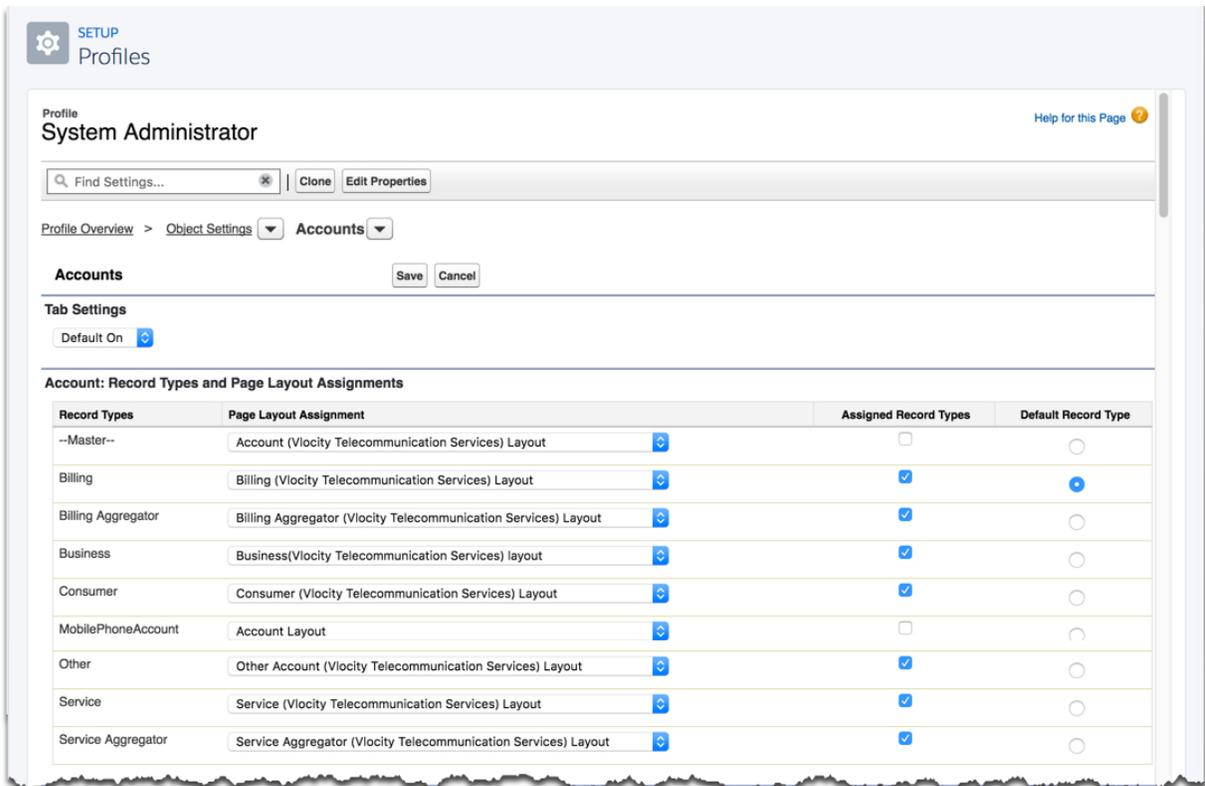 SETUP
Profiles
Profile
System Administrator
Help for this Page ?
Find Settings... | Clone Edit Properties
Profile Overview > Object Settings Accounts
Accounts Save Cancel
Tab Settings
Default On
Account: Record Types and Page Layout Assignments
Record Types Page Layout Assignment Assigned Record Types Default Record Type
--Master-- Account (Vlocity Telecommunication Services) Layout
Billing Billing (Vlocity Telecommunication Services) Layout
Billing Aggregator Billing Aggregator (Vlocity Telecommunication Services) Layout
Business Business(Vlocity Telecommunication Services) layout
Consumer Consumer (Vlocity Telecommunication Services) Layout
MobilePhoneAccount Account Layout
Other Other Account (Vlocity Telecommunication Services) Layout
Service Service (Vlocity Telecommunication Services) Layout
Service Aggregator Service Aggregator (Vlocity Telecommunication Services) Layout